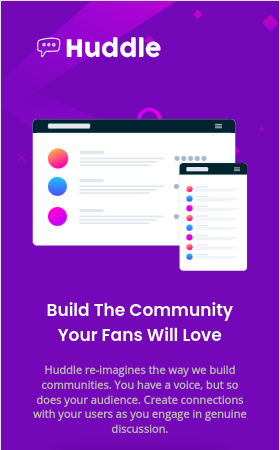 Huddle
Build The Community
Your Fans Will Love
Huddle re-imagines the way we build
communities. You have a voice, but so
does your audience. Create connections
with your users as you engage in genuine
discussion.